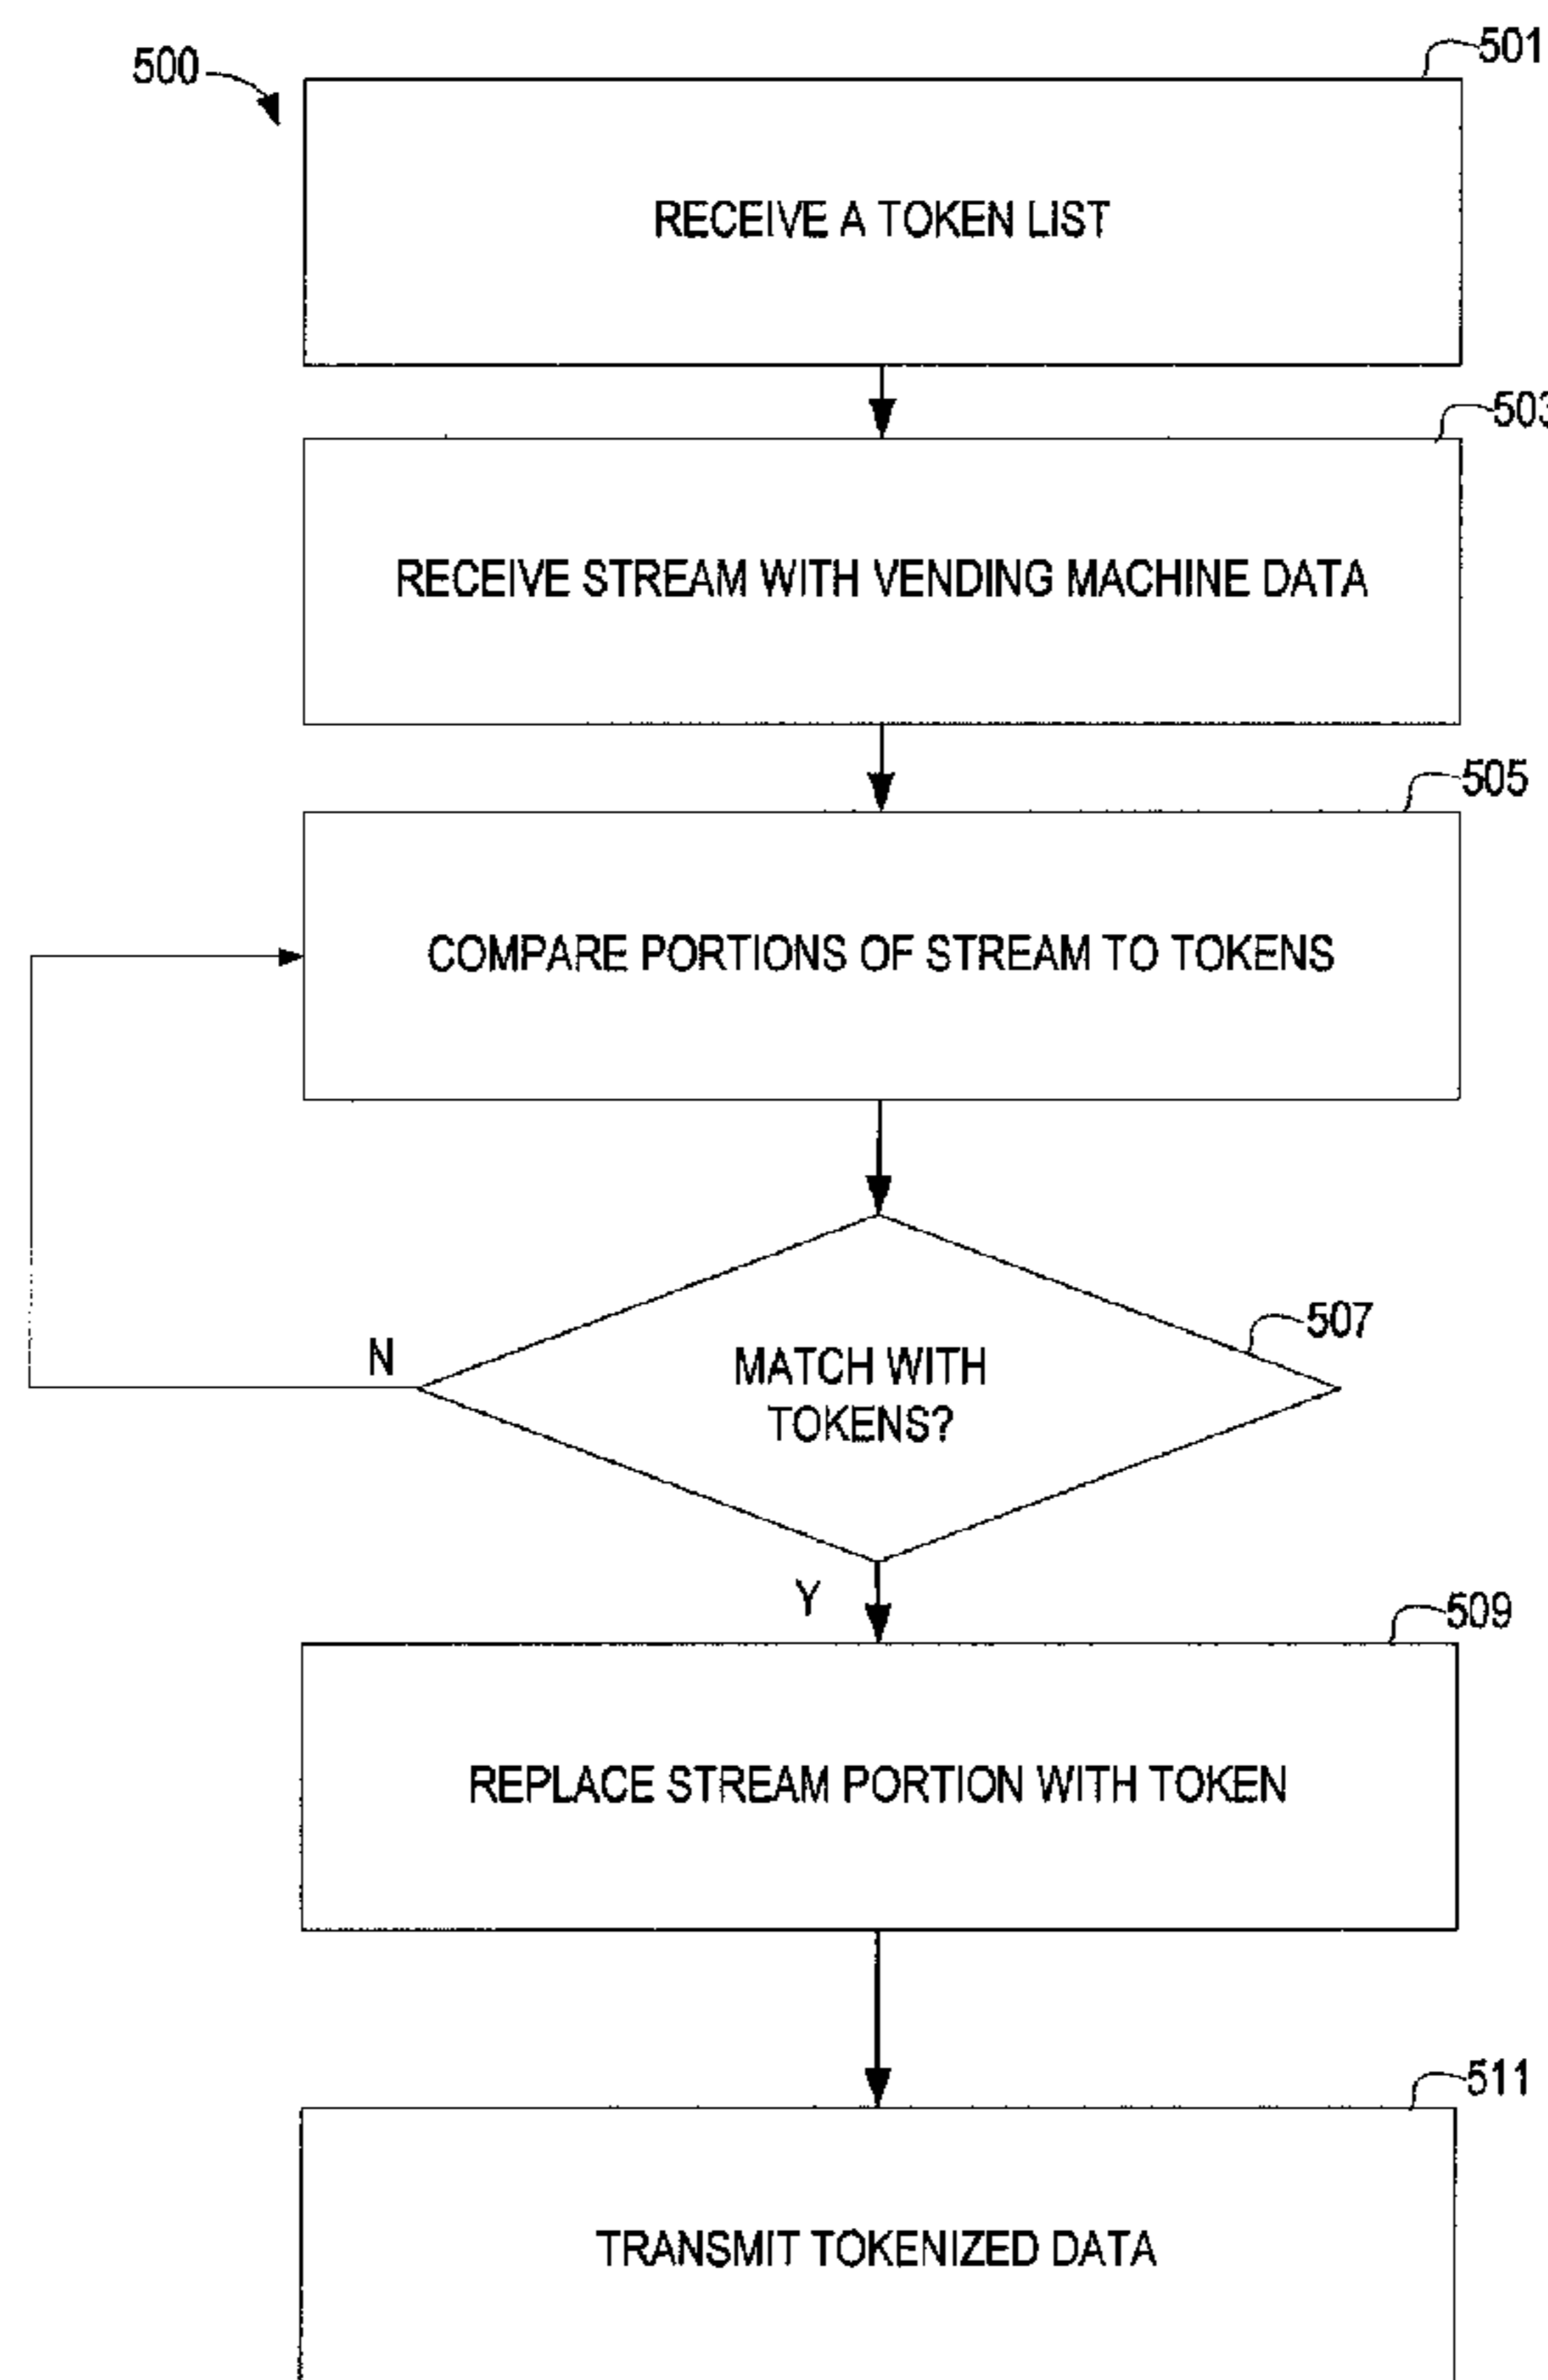 500
501
RECEIVE A TOKEN LIST
503
RECEIVE STREAM WITH VENDING MACHINE DATA
505
COMPARE PORTIONS OF STREAM TO TOKENS
507
N
MATCH WITH
TOKENS?
Y
509
REPLACE STREAM PORTION WITH TOKEN
511
TRANSMIT TOKENIZED DATA